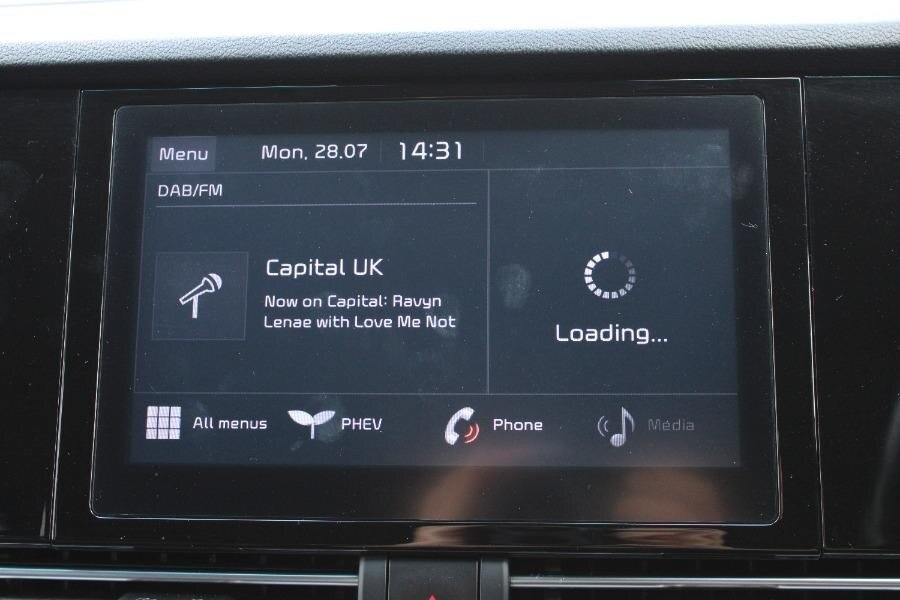 Menu
Mon, 28.07
14:31
DAB/FM
Capital UK
Now on Capital: Ravyn
Lenae with Love Me Not
Loading...
All menus
PHEV
Phone
Media